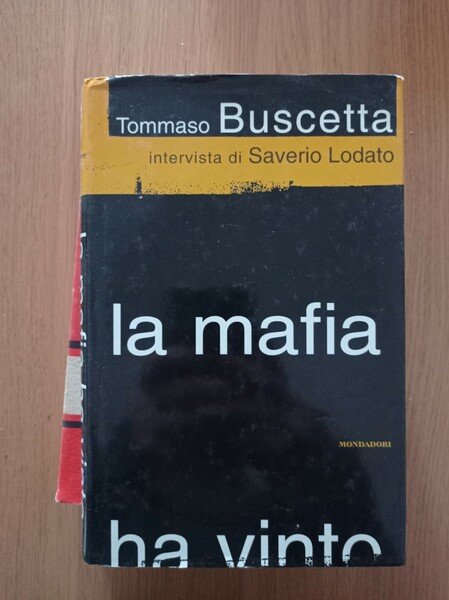 Tommaso Buscetta
intervista di Saverio Lodato
la mafia
MONDADORI
ha vinto